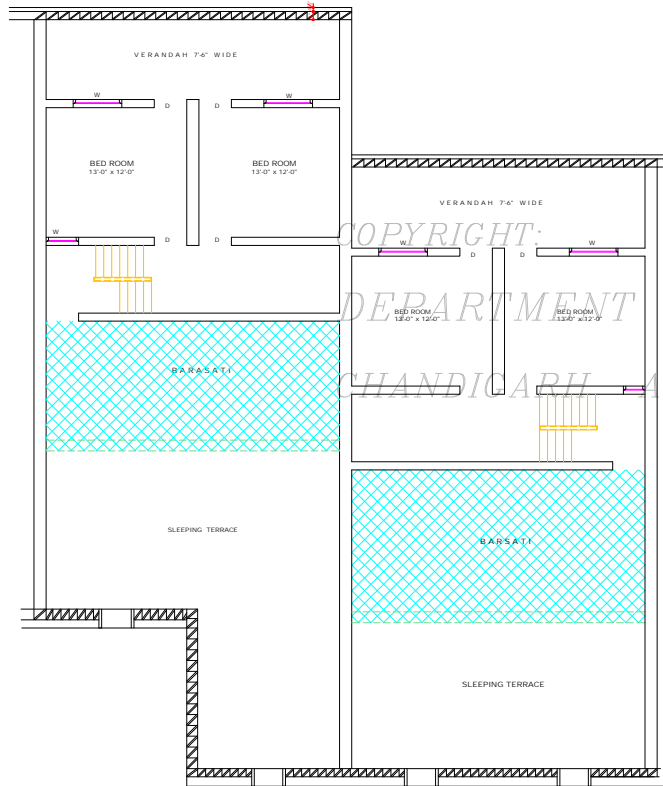 VERANDAH 7'-6" WIDE
W
D
W
BED ROOM
13'-0" x 12'-0"
BED ROOM
13'-0" x 12'-0"
W
D
D
BARASATI
SLEEPING TERRACE
VERANDAH 7'-6" WIDE
COPYRIGHT:
W
D
D
W
DEPARTMENT
BED ROOM
13'-0" x 12'-0"
BED ROOM
13'-0" x 12'-0"
CHANDIGARH A
BARSATI
SLEEPING TERRACE